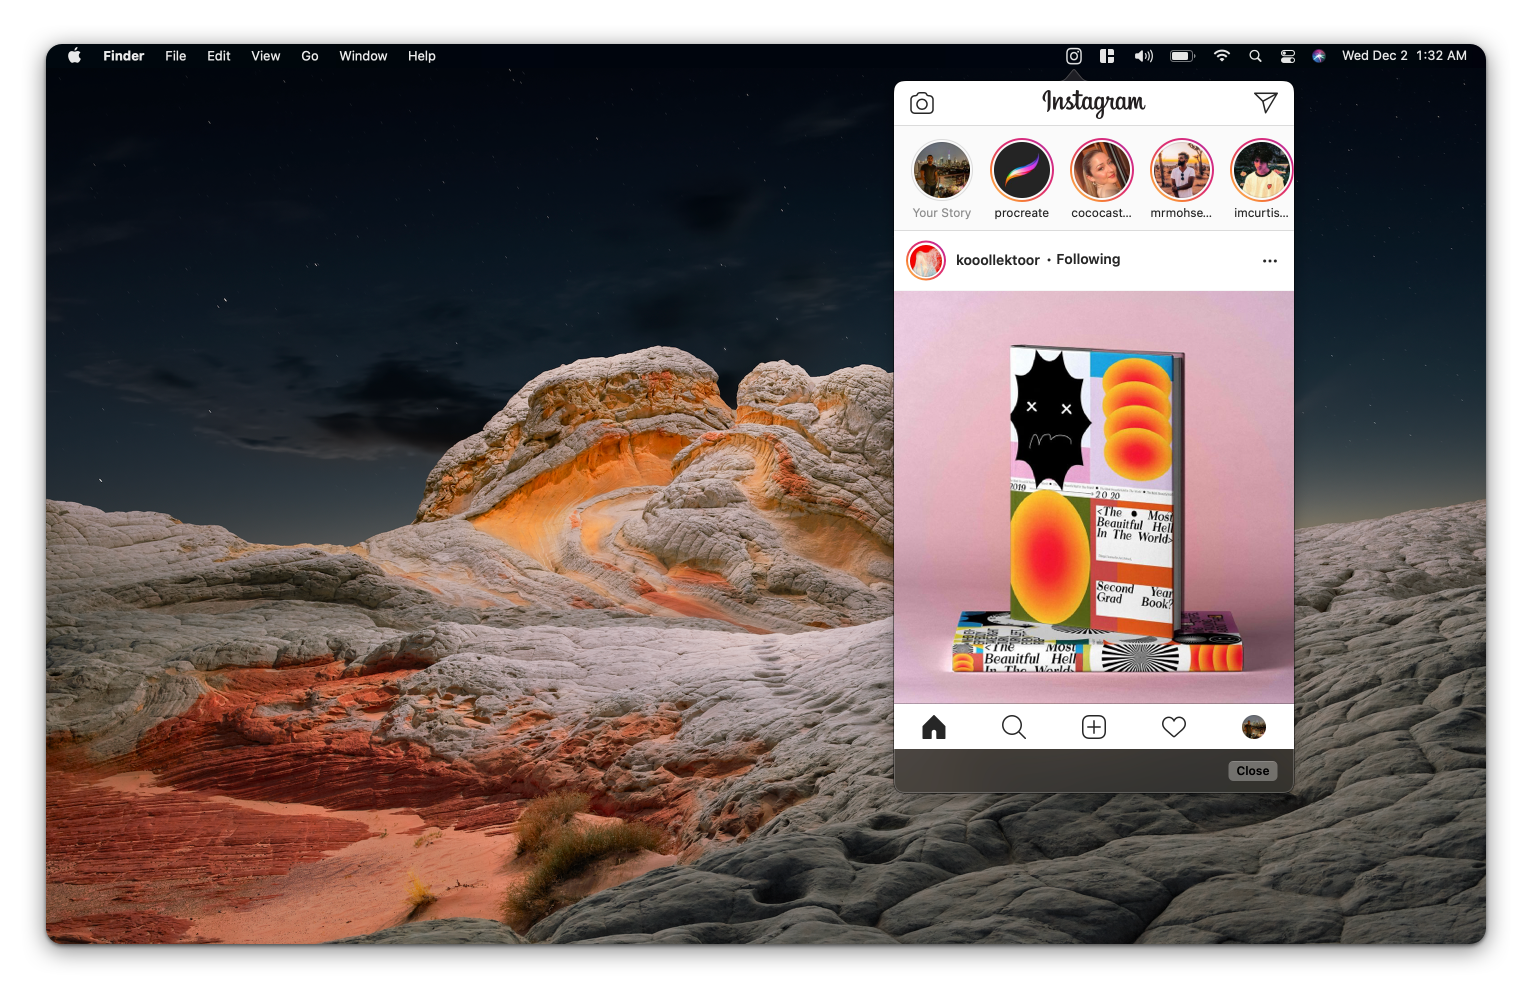 Finder File Edit View Go Window Help
Wed Dec 2 1:32 AM
Instagram
Your Story procreate cococast... mrmohse... imcurtis...
kooollektoor • Following
2019
2020
<The Most
Beauitful Hell
In The World>
Second Year
Grad Book?
<The Most
Beauitful Hell
In The World>
Close